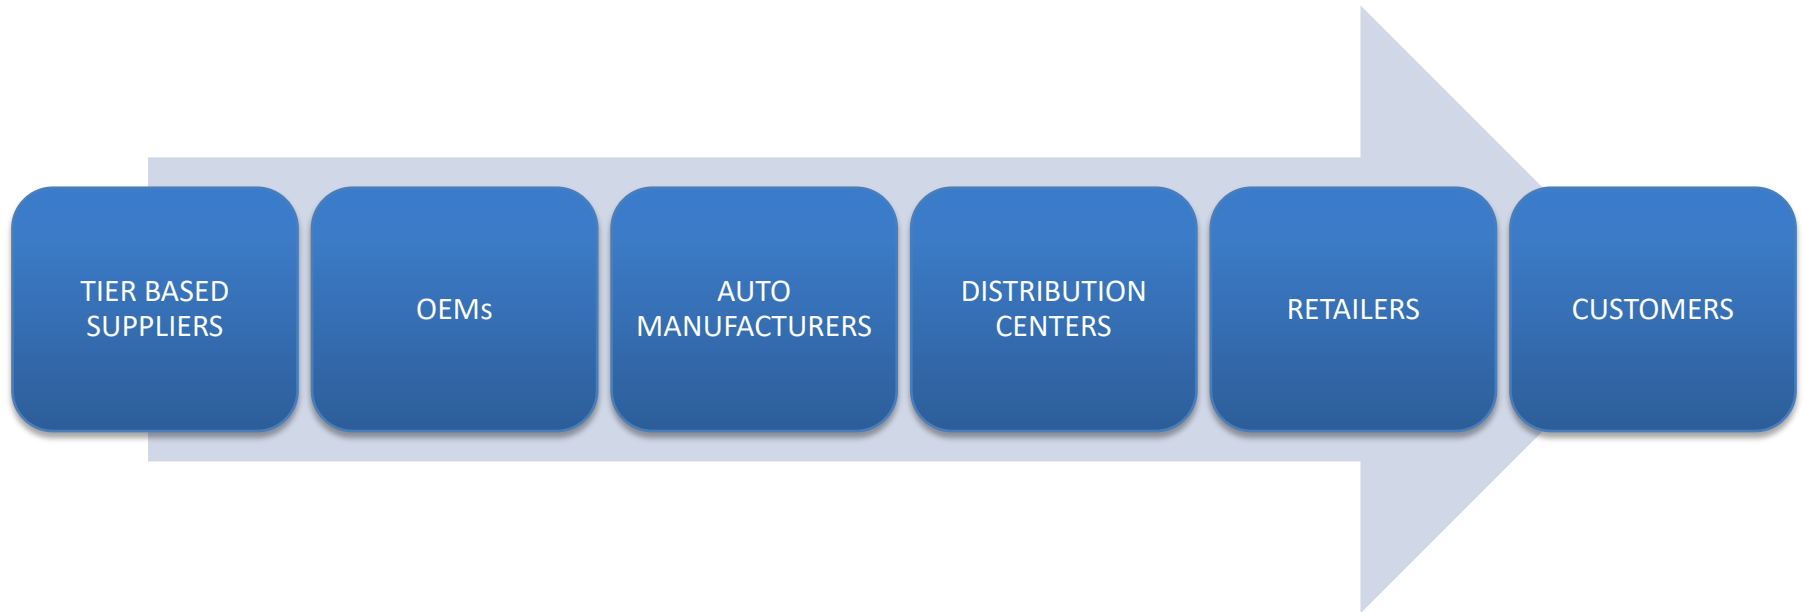 TIER BASED
SUPPLIERS
OEMs
AUTO
MANUFACTURERS
DISTRIBUTION
CENTERS
RETAILERS
CUSTOMERS